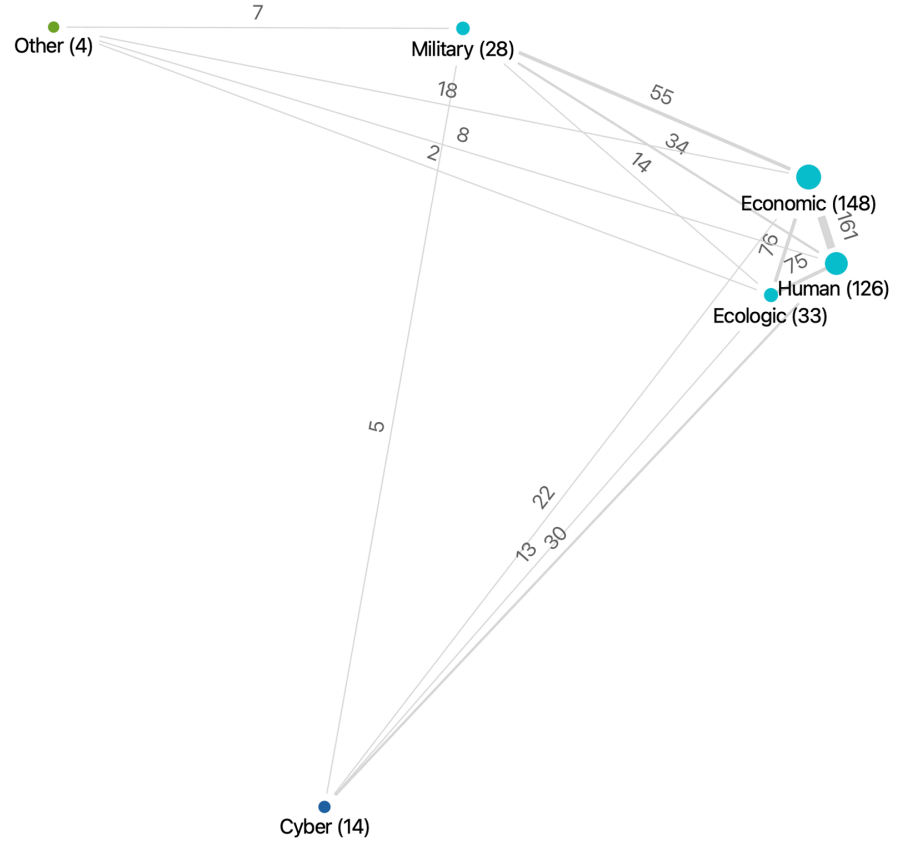 7
Other (4)
Military (28)
18
55
8
34
2
14
Economic (148)
161
76
75
Human (126)
Ecologic (33)
5
22
13
30
Cyber (14)